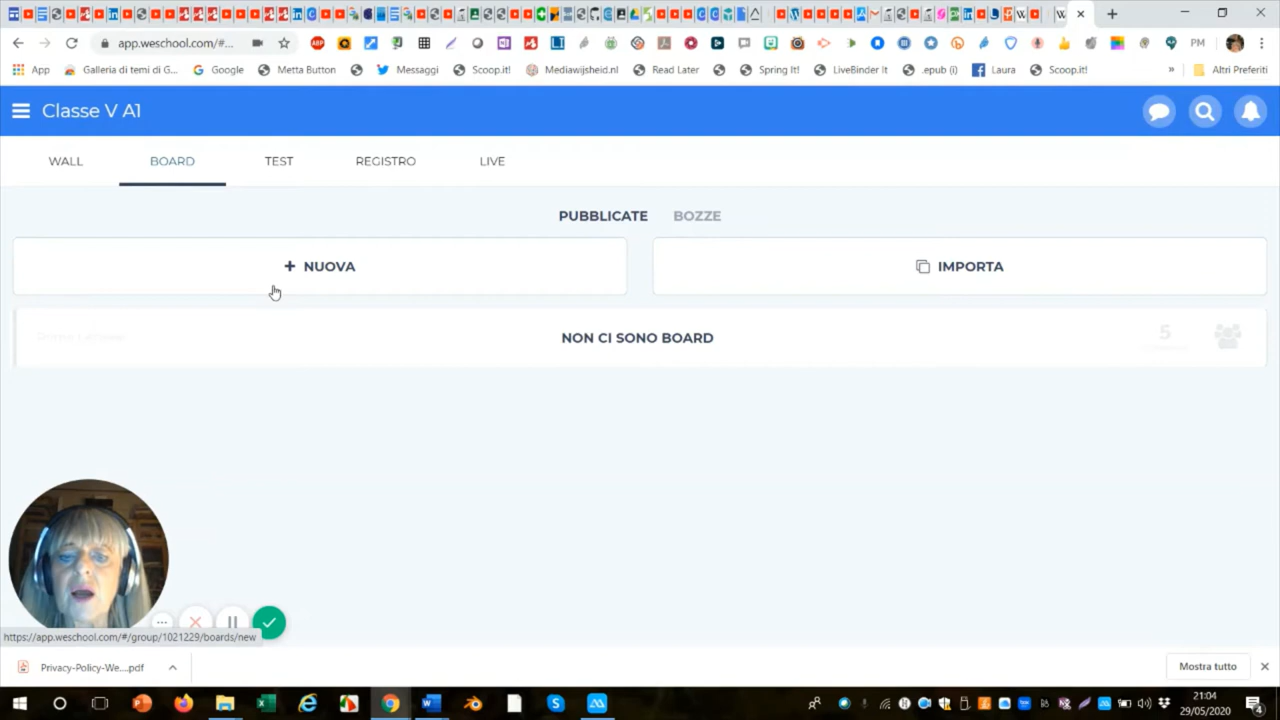 app.weschool.com/#...
PM
App Galleria di temi di G... Google Metta Button Messaggi Scoop.it! Mediawijsheid.nl Read Later Spring It! LiveBinder It .epub (i) Laura Scoop.it! » Altri Preferiti
Classe V A1
WALL BOARD TEST REGISTRO LIVE
PUBBLICATE BOZZE
+ NUOVA IMPORTA
NON CI SONO BOARD 5
https://app.weschool.com/#/group/1021229/boards/new
Privacy-Policy-We....pdf Mostra tutto
21:04
29/05/2020 4